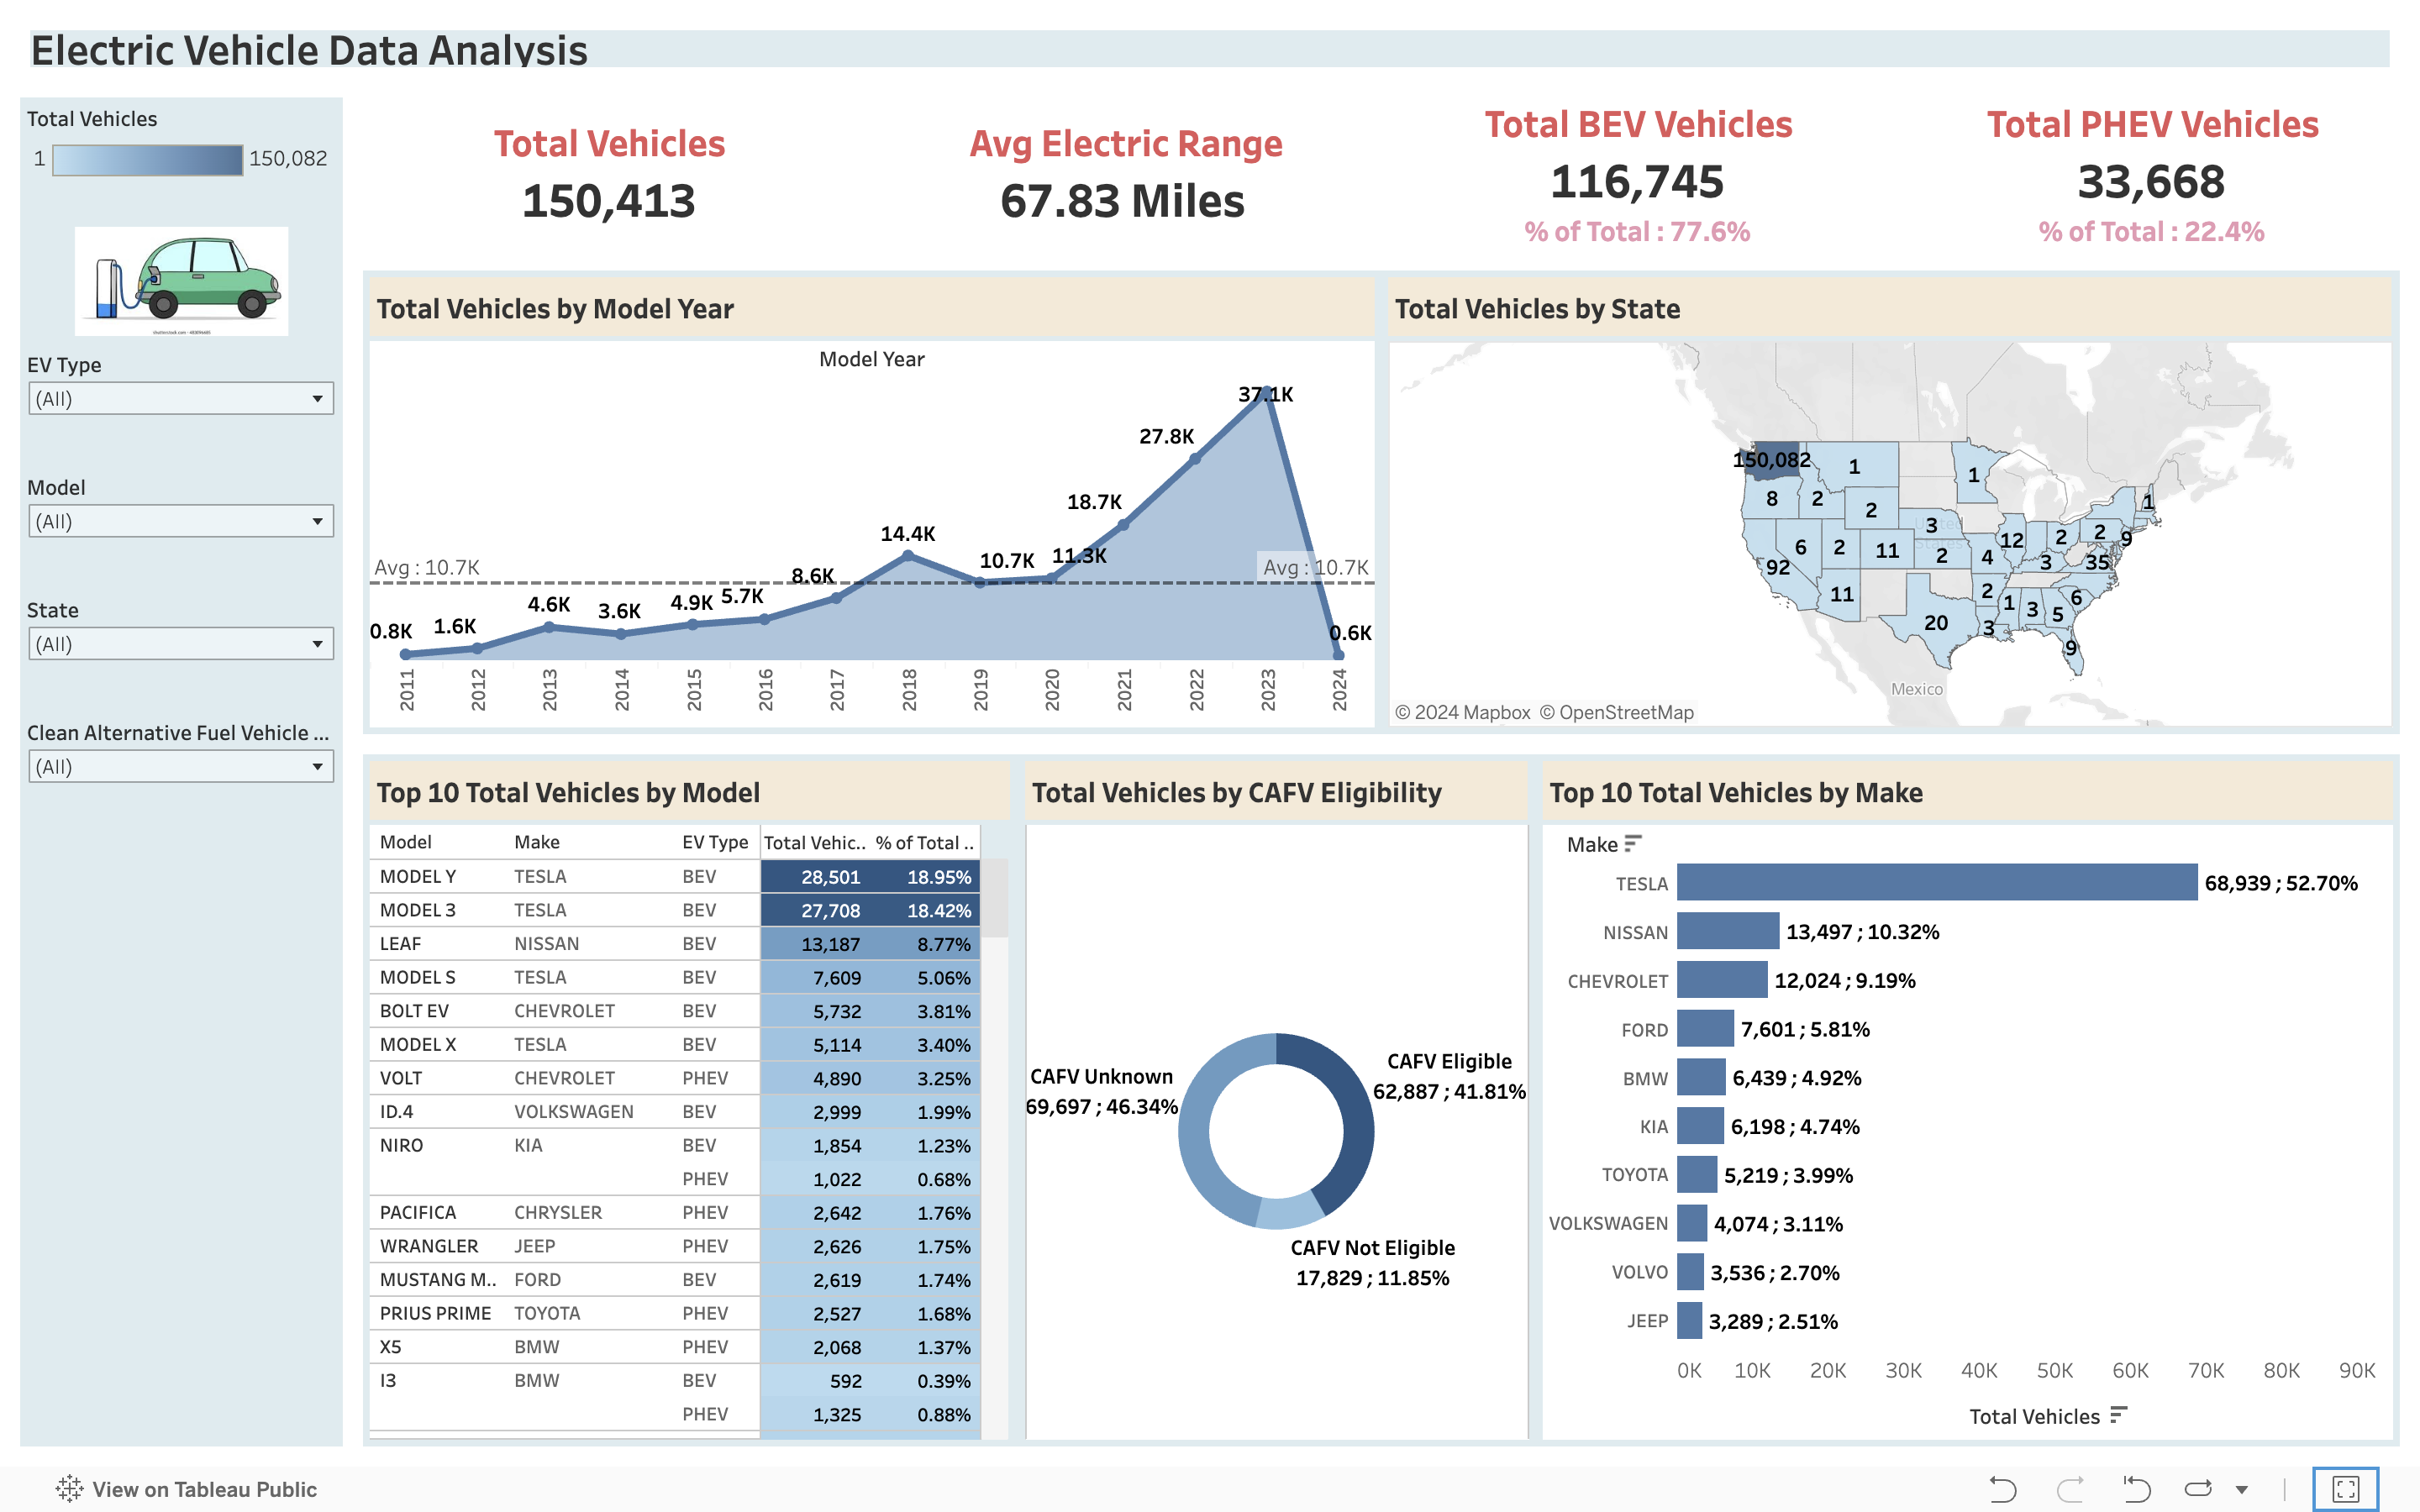 Electric Vehicle Data Analysis
Total Vehicles
1 150,082
EV Type
(All)
Model
(All)
State
(All)
Clean Alternative Fuel Vehicle ...
(All)
Total Vehicles
150,413
Avg Electric Range
67.83 Miles
Total BEV Vehicles
116,745
% of Total : 77.6%
Total PHEV Vehicles
33,668
% of Total : 22.4%
Total Vehicles by Model Year
Model Year
37.1K
27.8K
18.7K
14.4K
10.7K 11.3K
Avg : 10.7K Avg : 10.7K
8.6K
4.6K 3.6K 4.9K 5.7K
0.8K 1.6K 0.6K
2011 2012 2013 2014 2015 2016 2017 2018 2019 2020 2021 2022 2023 2024
Total Vehicles by State
150,082 1 1 1
8 2 2
3 2 2 9
6 2 11 2 12
92 4 3 35
11 2 6
20 3 1 3 5
9
United
States
Mexico
© 2024 Mapbox © OpenStreetMap
Top 10 Total Vehicles by Model
Model Make EV Type Total Vehic.. % of Total ..
MODEL Y TESLA BEV 28,501 18.95%
MODEL 3 TESLA BEV 27,708 18.42%
LEAF NISSAN BEV 13,187 8.77%
MODEL S TESLA BEV 7,609 5.06%
BOLT EV CHEVROLET BEV 5,732 3.81%
MODEL X TESLA BEV 5,114 3.40%
VOLT CHEVROLET PHEV 4,890 3.25%
ID.4 VOLKSWAGEN BEV 2,999 1.99%
NIRO KIA BEV 1,854 1.23%
PHEV 1,022 0.68%
PACIFICA CHRYSLER PHEV 2,642 1.76%
WRANGLER JEEP PHEV 2,626 1.75%
MUSTANG M.. FORD BEV 2,619 1.74%
PRIUS PRIME TOYOTA PHEV 2,527 1.68%
X5 BMW PHEV 2,068 1.37%
I3 BMW BEV 592 0.39%
PHEV 1,325 0.88%
Total Vehicles by CAFV Eligibility
CAFV Eligible
62,887 ; 41.81%
CAFV Unknown
69,697 ; 46.34%
CAFV Not Eligible
17,829 ; 11.85%
Top 10 Total Vehicles by Make
Make
TESLA 68,939 ; 52.70%
NISSAN 13,497 ; 10.32%
CHEVROLET 12,024 ; 9.19%
FORD 7,601 ; 5.81%
BMW 6,439 ; 4.92%
KIA 6,198 ; 4.74%
TOYOTA 5,219 ; 3.99%
VOLKSWAGEN 4,074 ; 3.11%
VOLVO 3,536 ; 2.70%
JEEP 3,289 ; 2.51%
0K 10K 20K 30K 40K 50K 60K 70K 80K 90K
Total Vehicles
View on Tableau Public